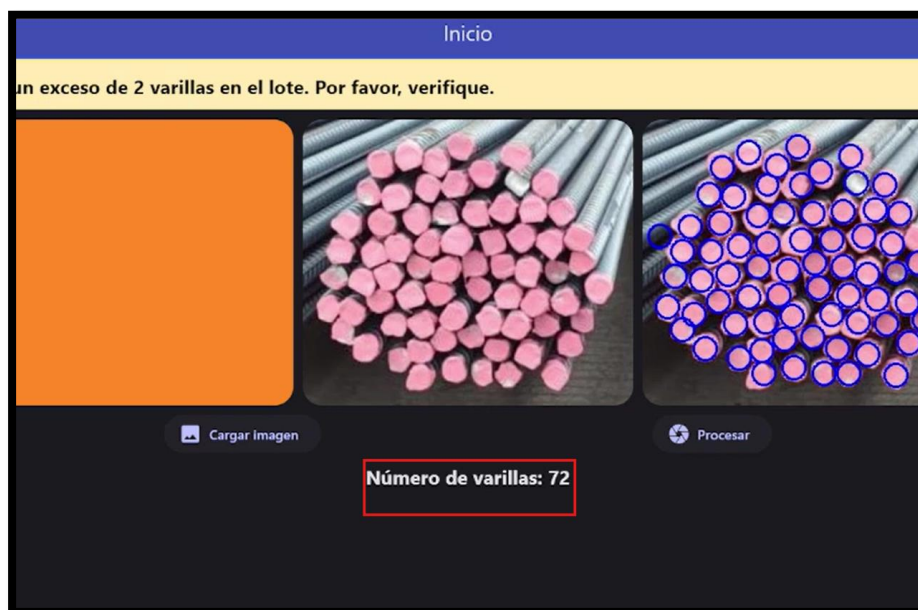 Inicio
un exceso de 2 varillas en el lote. Por favor, verifique.
Cargar imagen
Procesar
Número de varillas: 72